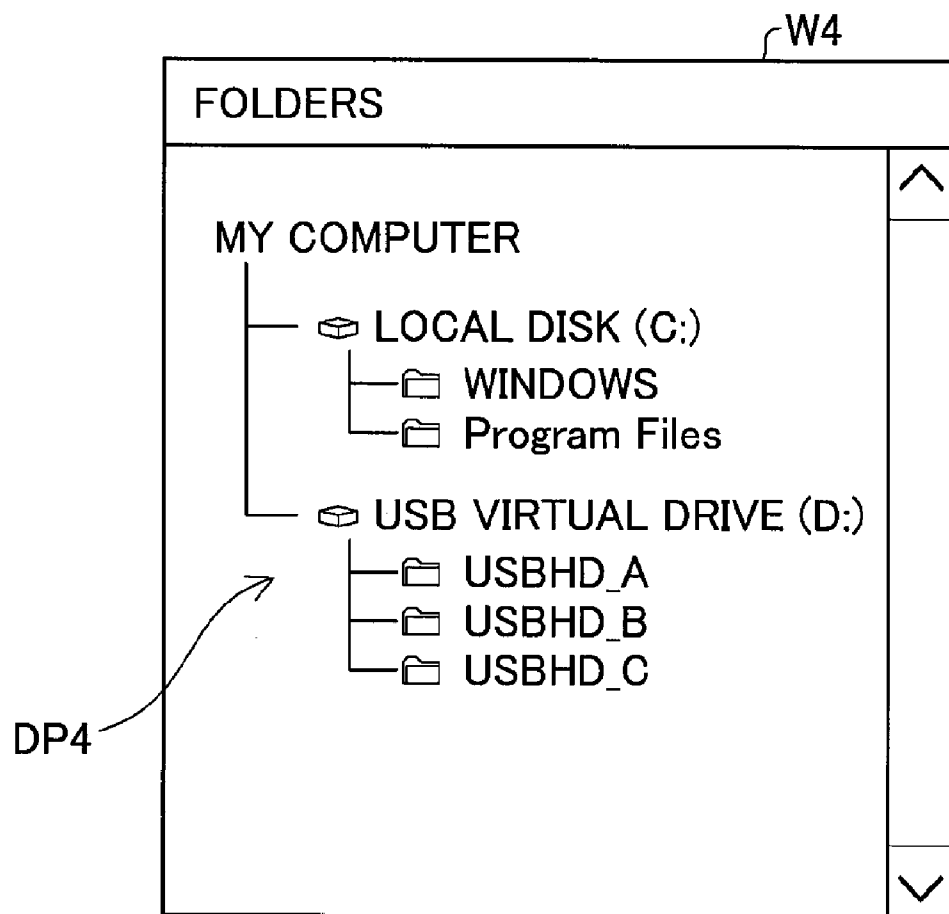 W4
FOLDERS
MY COMPUTER
LOCAL DISK (C:)
WINDOWS
Program Files
USB VIRTUAL DRIVE (D:)
USBHD_A
USBHD_B
USBHD_C
DP4